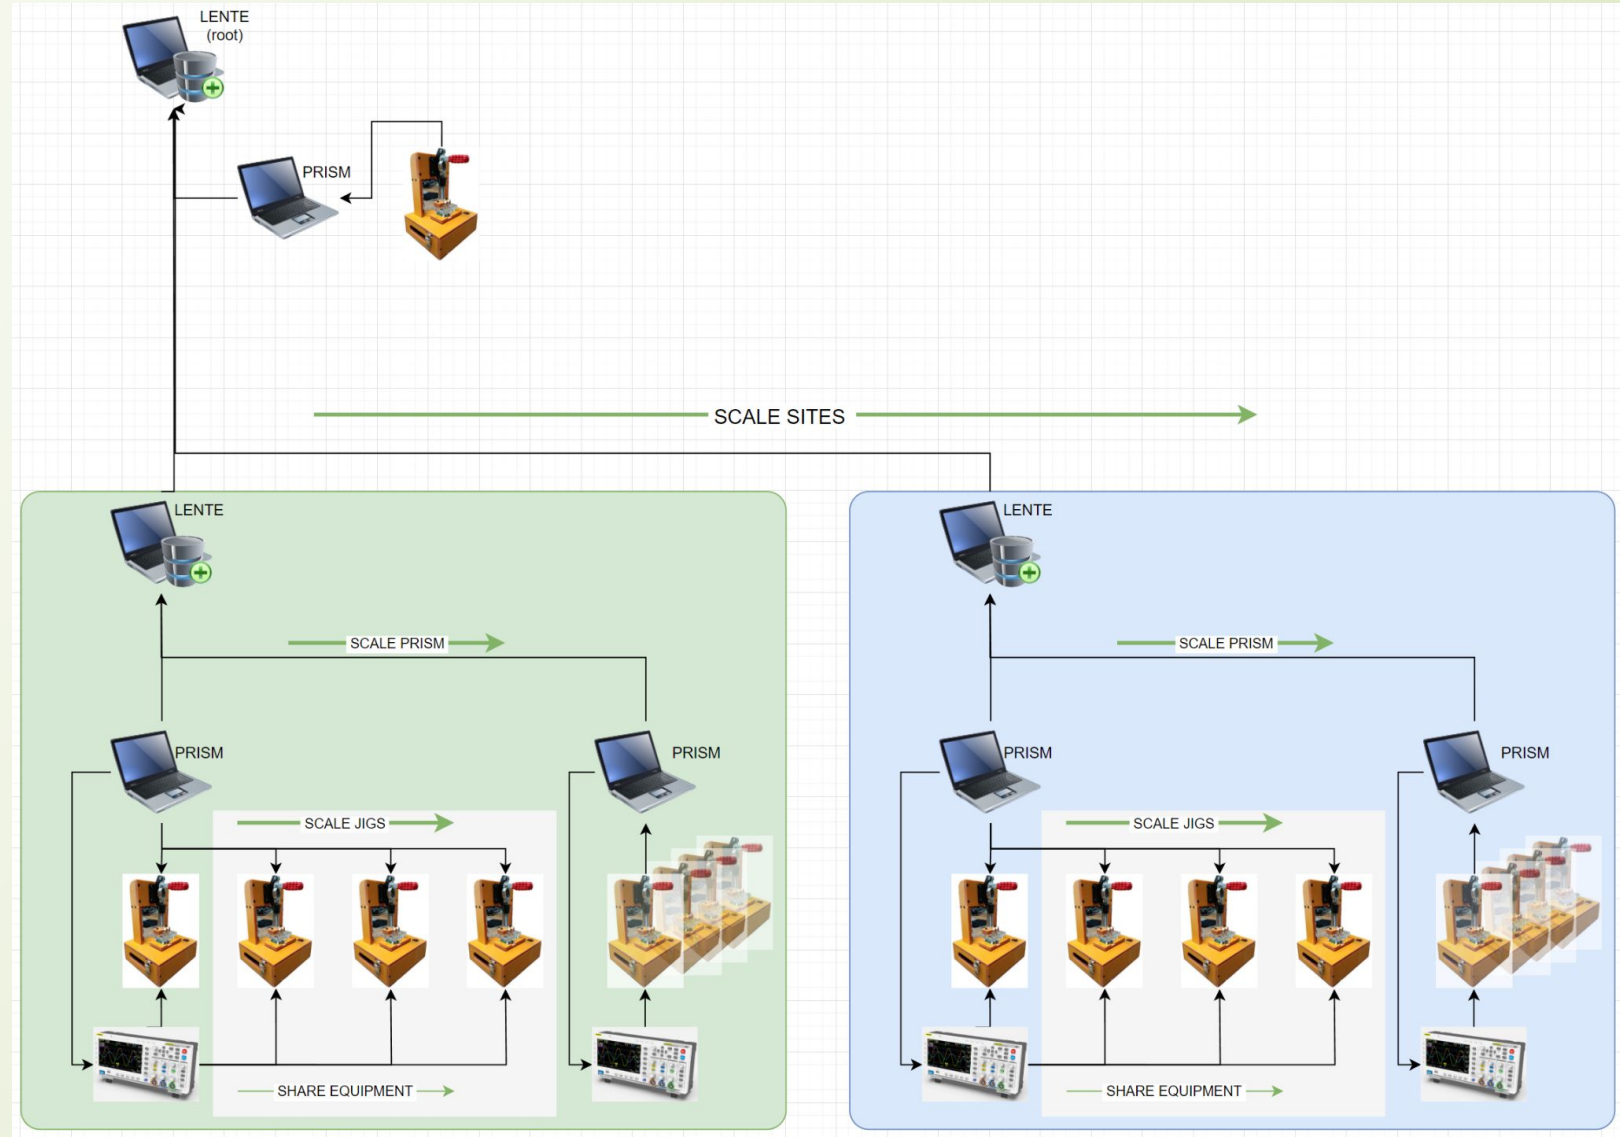 LENTE
(root)
PRISM
SCALE SITES
LENTE
SCALE PRISM
PRISM
PRISM
SCALE JIGS
SHARE EQUIPMENT
LENTE
SCALE PRISM
PRISM
PRISM
SCALE JIGS
SHARE EQUIPMENT